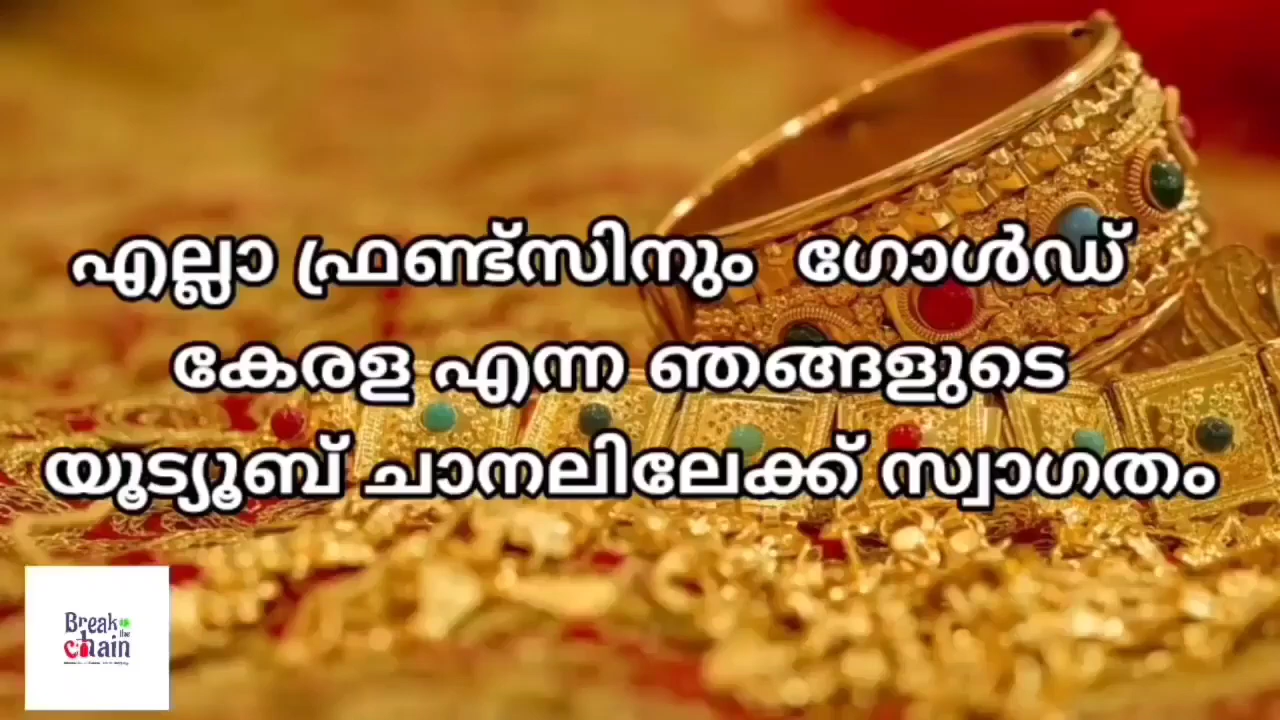 എല്ലാ ഫ്രണ്ട്സിനും ഗോൾഡ്
കേരള എന്ന ഞങ്ങളുടെ
യൂട്യൂബ് ചാനലിലേക്ക് സ്വാഗതം
Break
the
chain